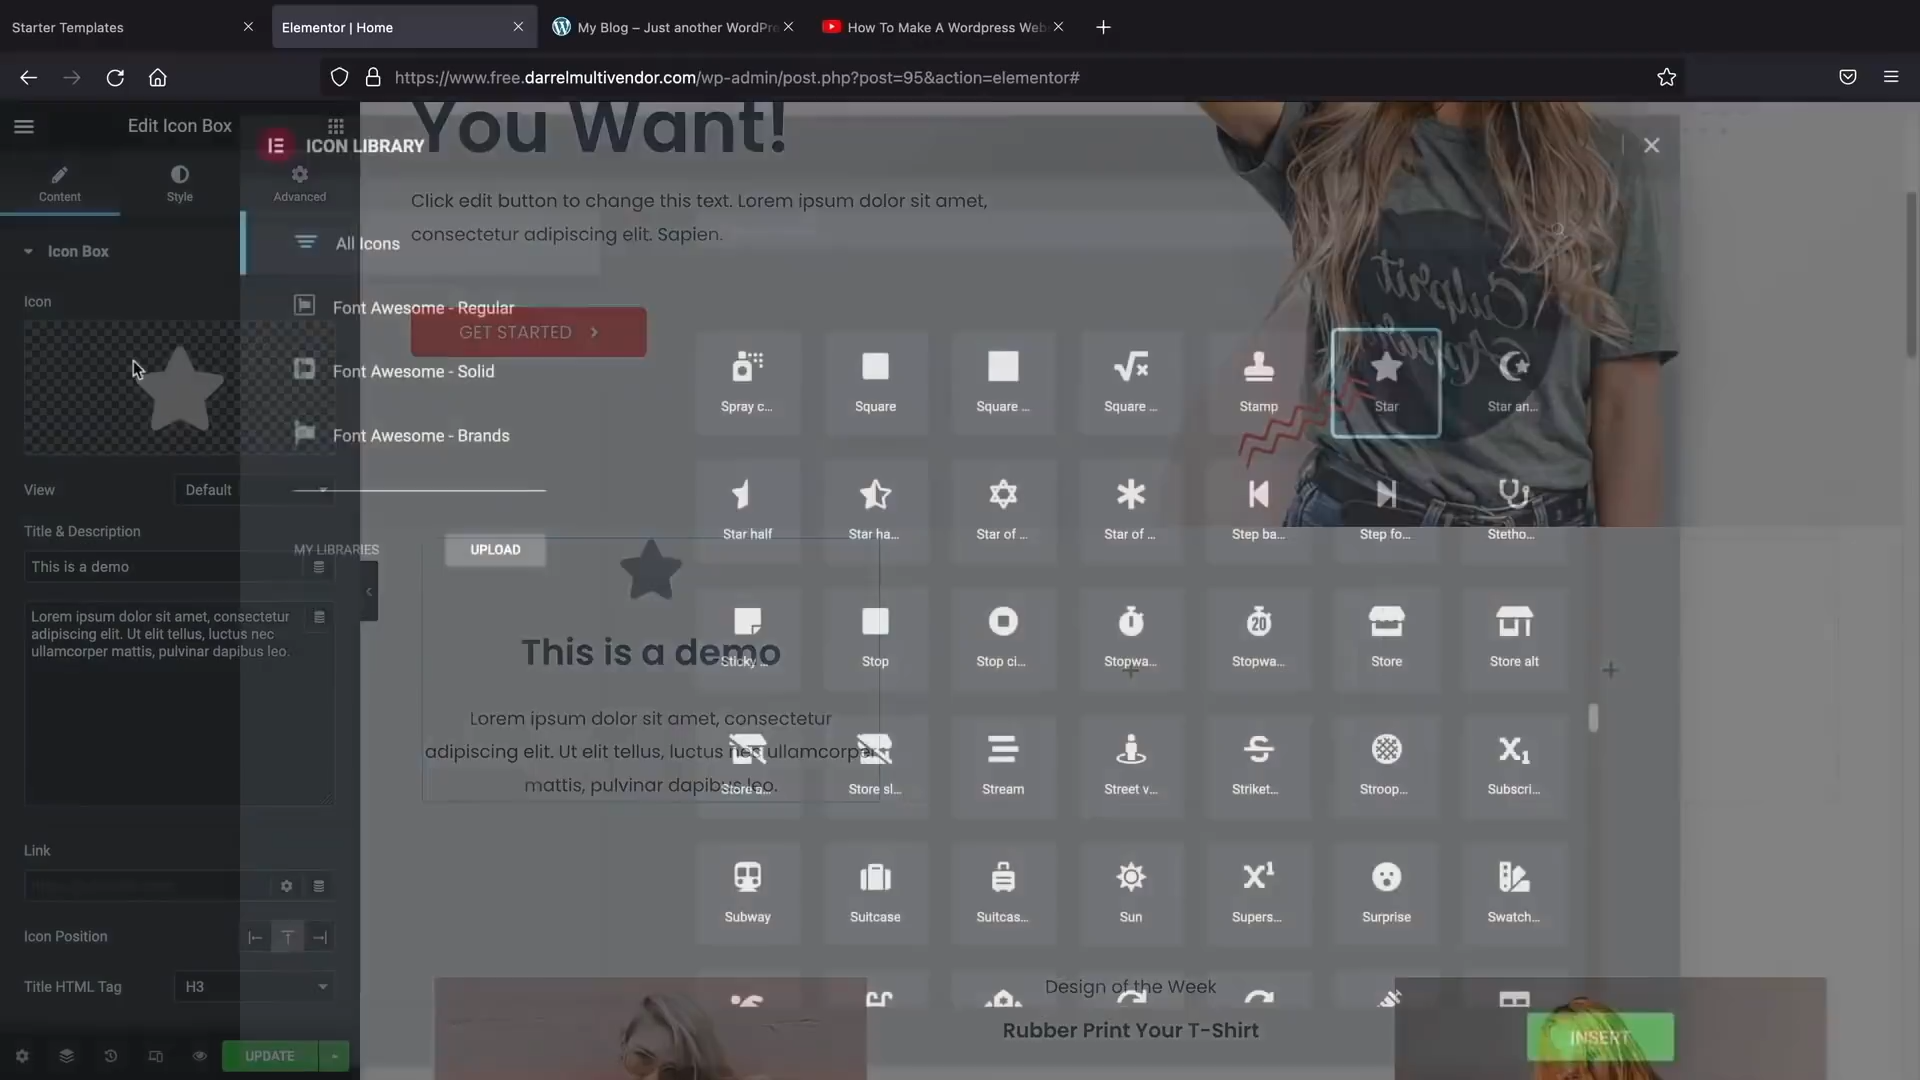 Starter Templates
Elementor | Home
My Blog – Just another WordPre
How To Make A Wordpress Web
https://www.free.darrelmultivendor.com/wp-admin/post.php?post=95&action=elementor#
Edit Icon Box
Content
Style
Advanced
Icon Box
Icon
View
Default
Title & Description
This is a demo
Lorem ipsum dolor sit amet, consectetur
adipiscing elit. Ut elit tellus, luctus nec
ullamcorper mattis, pulvinar dapibus leo.
Link
Icon Position
Title HTML Tag
H3
UPDATE
ICON LIBRARY
All Icons
Font Awesome - Regular
Font Awesome - Solid
Font Awesome - Brands
MY LIBRARIES
UPLOAD
You Want!
Click edit button to change this text. Lorem ipsum dolor sit amet,
consectetur adipiscing elit. Sapien.
GET STARTED
This is a demo
Lorem ipsum dolor sit amet, consectetur
adipiscing elit. Ut elit tellus, luctus nec ullamcorper
mattis, pulvinar dapibus leo.
Spray c...
Square
Square ...
Square ...
Stamp
Star
Star an...
Star half
Star ha...
Star of ...
Star of ...
Step ba...
Step fo...
Stetho...
Sticky ...
Stop
Stop ci...
Stopwa...
20
Stopwa...
Store
Store alt
Store a...
Store sl...
Stream
Street v...
Striket...
Stroop...
X1
Subscri...
Subway
Suitcase
Suitcas...
Sun
X1
Supers...
Surprise
Swatch...
Design of the Week
Rubber Print Your T-Shirt
INSERT